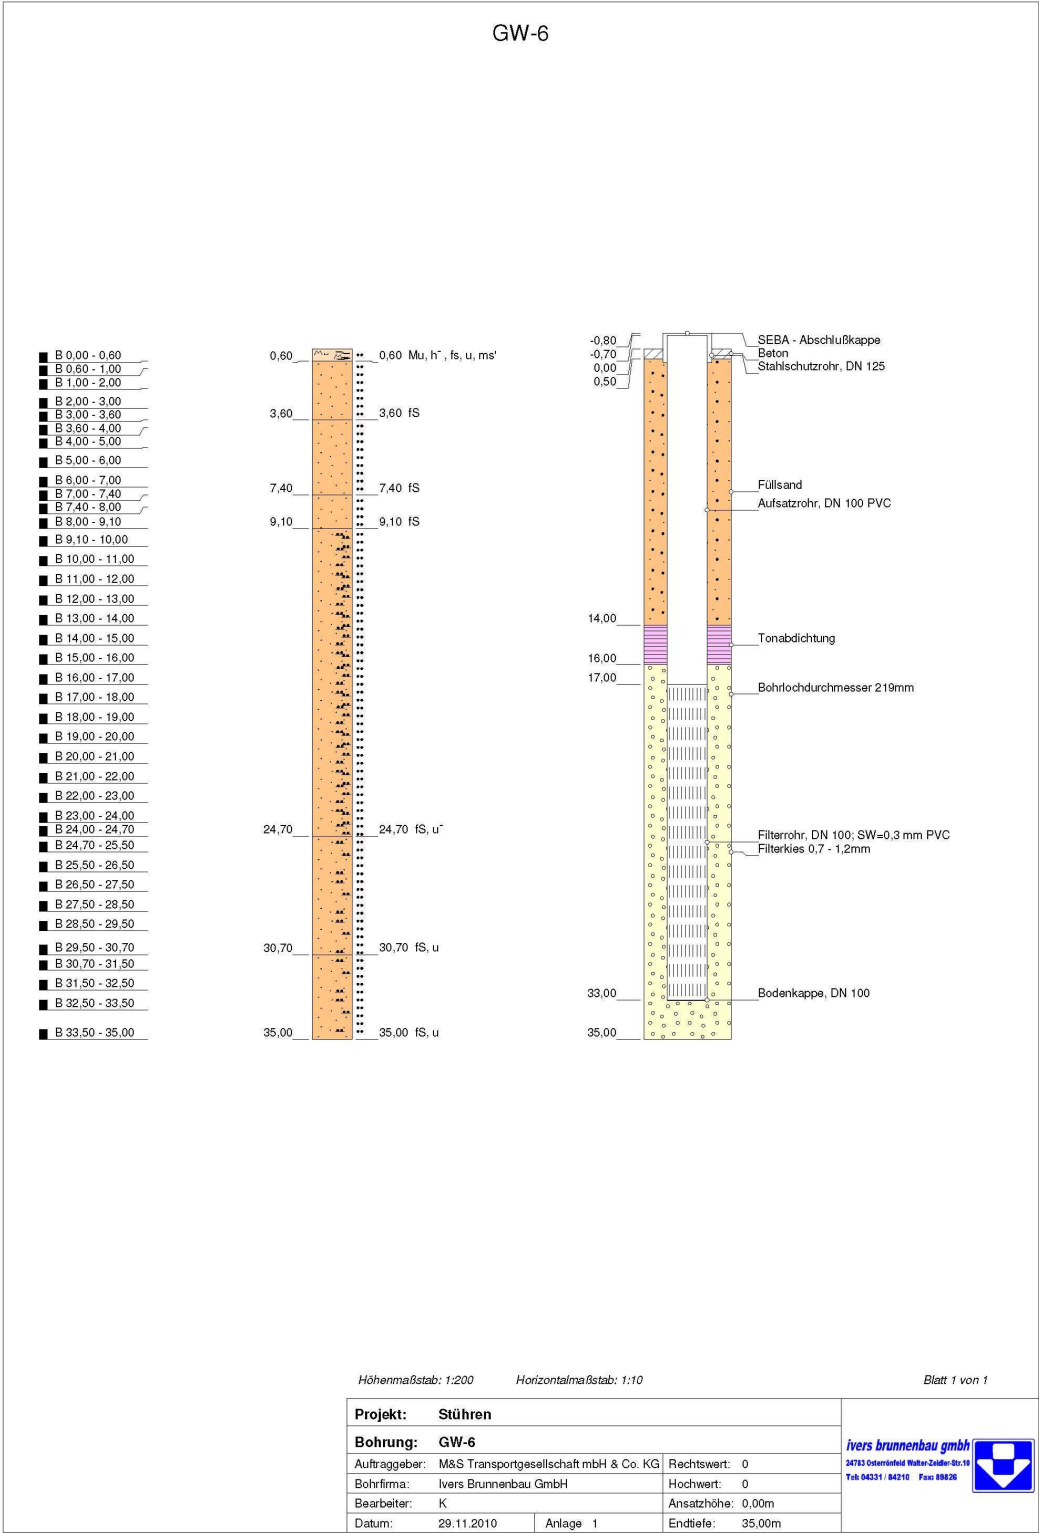 GW-6
B 0,00 - 0,60
B 0,60 - 1,00
B 1,00 - 2,00
B 2,00 - 3,00
B 3,00 - 3,60
B 3,60 - 4,00
B 4,00 - 5,00
B 5,00 - 6,00
B 6,00 - 7,00
B 7,00 - 7,40
B 7,40 - 8,00
B 8,00 - 9,10
B 9,10 - 10,00
B 10,00 - 11,00
B 11,00 - 12,00
B 12,00 - 13,00
B 13,00 - 14,00
B 14,00 - 15,00
B 15,00 - 16,00
B 16,00 - 17,00
B 17,00 - 18,00
B 18,00 - 19,00
B 19,00 - 20,00
B 20,00 - 21,00
B 21,00 - 22,00
B 22,00 - 23,00
B 23,00 - 24,00
B 24,00 - 24,70
B 24,70 - 25,50
B 25,50 - 26,50
B 26,50 - 27,50
B 27,50 - 28,50
B 28,50 - 29,50
B 29,50 - 30,70
B 30,70 - 31,50
B 31,50 - 32,50
B 32,50 - 33,50
B 33,50 - 35,00
0,60 0,60 Mu, h¯, fs, u, ms'
3,60 3,60 fS
7,40 7,40 fS
9,10 9,10 fS
24,70 24,70 fS, u¯
30,70 30,70 fS, u
35,00 35,00 fS, u
-0,80
-0,70
0,00
0,50
14,00
16,00
17,00
33,00
35,00
SEBA - Abschlußkappe
Beton
Stahlschutzrohr, DN 125
Füllsand
Aufsatzrohr, DN 100 PVC
Tonabdichtung
Bohrlochdurchmesser 219mm
Filterrohr, DN 100; SW=0,3 mm PVC
Filterkies 0,7 - 1,2mm
Bodenkappe, DN 100
Höhenmaßstab: 1:200 Horizontalmaßstab: 1:10 Blatt 1 von 1
Projekt: Stühren
Bohrung: GW-6
Auftraggeber: M&S Transportgesellschaft mbH & Co. KG Rechtswert: 0
Bohrfirma: Ivers Brunnenbau GmbH Hochwert: 0
Bearbeiter: K Ansatzhöhe: 0,00m
Datum: 29.11.2010 Anlage 1 Endtiefe: 35,00m
ivers brunnenbau gmbh
24783 Osterrönfeld Walter-Zeidler-Str.10
Tel: 04331 / 84210 Fax: 89826